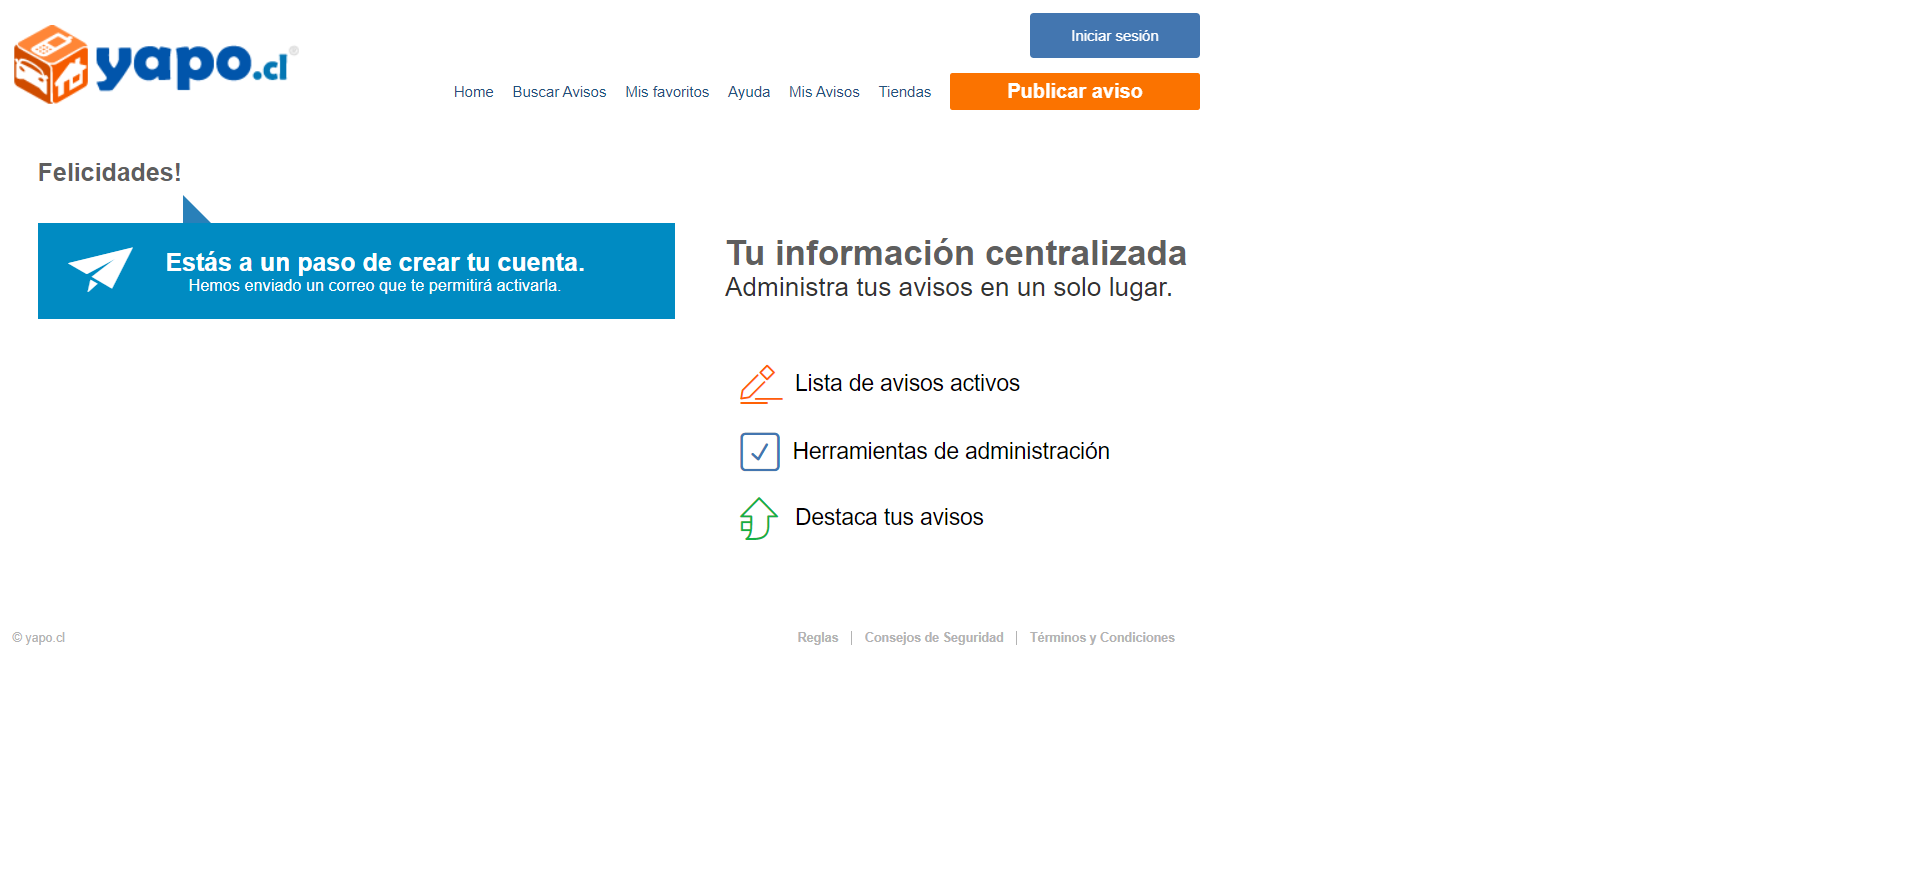 yapo.cl®
Iniciar sesión
Home Buscar Avisos Mis favoritos Ayuda Mis Avisos Tiendas Publicar aviso
Felicidades!
Estás a un paso de crear tu cuenta.
Hemos enviado un correo que te permitirá activarla.
Tu información centralizada
Administra tus avisos en un solo lugar.
Lista de avisos activos
Herramientas de administración
Destaca tus avisos
© yapo.cl
Reglas | Consejos de Seguridad | Términos y Condiciones